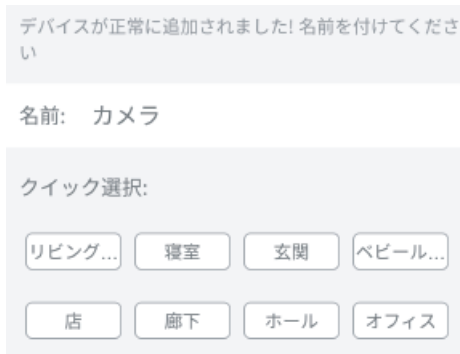 デバイスが正常に追加されました! 名前を付けてくださ
い
名前: カメラ
クイック選択:
リビング... 寝室 玄関 ベビール...
店 廊下 ホール オフィス